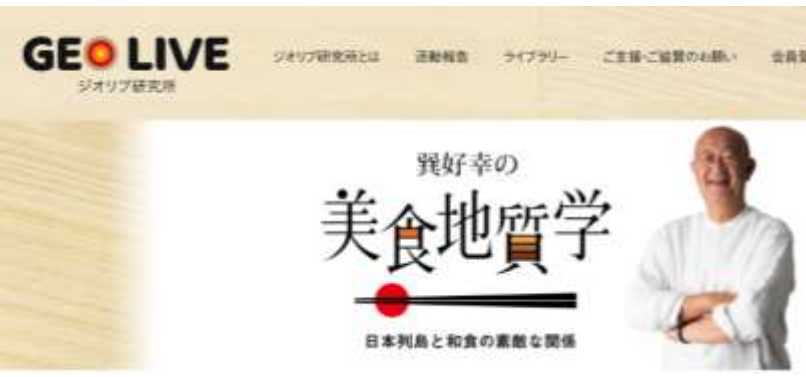 GEO LIVE
ジオリブ研究所
ジオリブ研究所とは 活動報告 ライブラリー ご支援・ご協賛のお願い 会員登
巽好幸の
美食地質学
日本列島と和食の素敵な関係